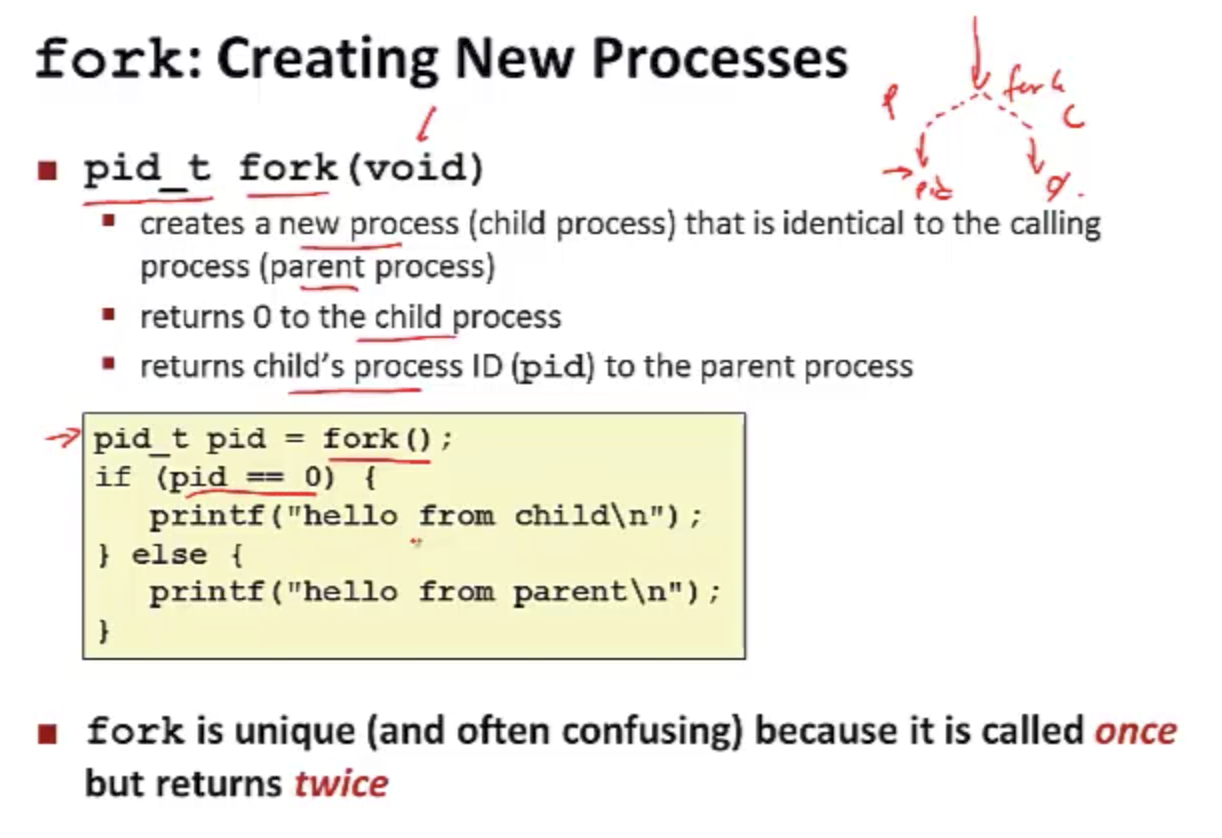 fork: Creating New Processes
fork
P
C
pid_t fork(void)
pid
Ø.
creates a new process (child process) that is identical to the calling
process (parent process)
returns 0 to the child process
returns child's process ID (pid) to the parent process
pid_t pid = fork();
if (pid == 0) {
printf("hello from child\n");
} else {
printf("hello from parent\n");
}
fork is unique (and often confusing) because it is called once
but returns twice